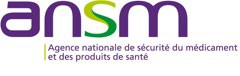 ansm
Agence nationale de sécurité du médicament
et des produits de santé